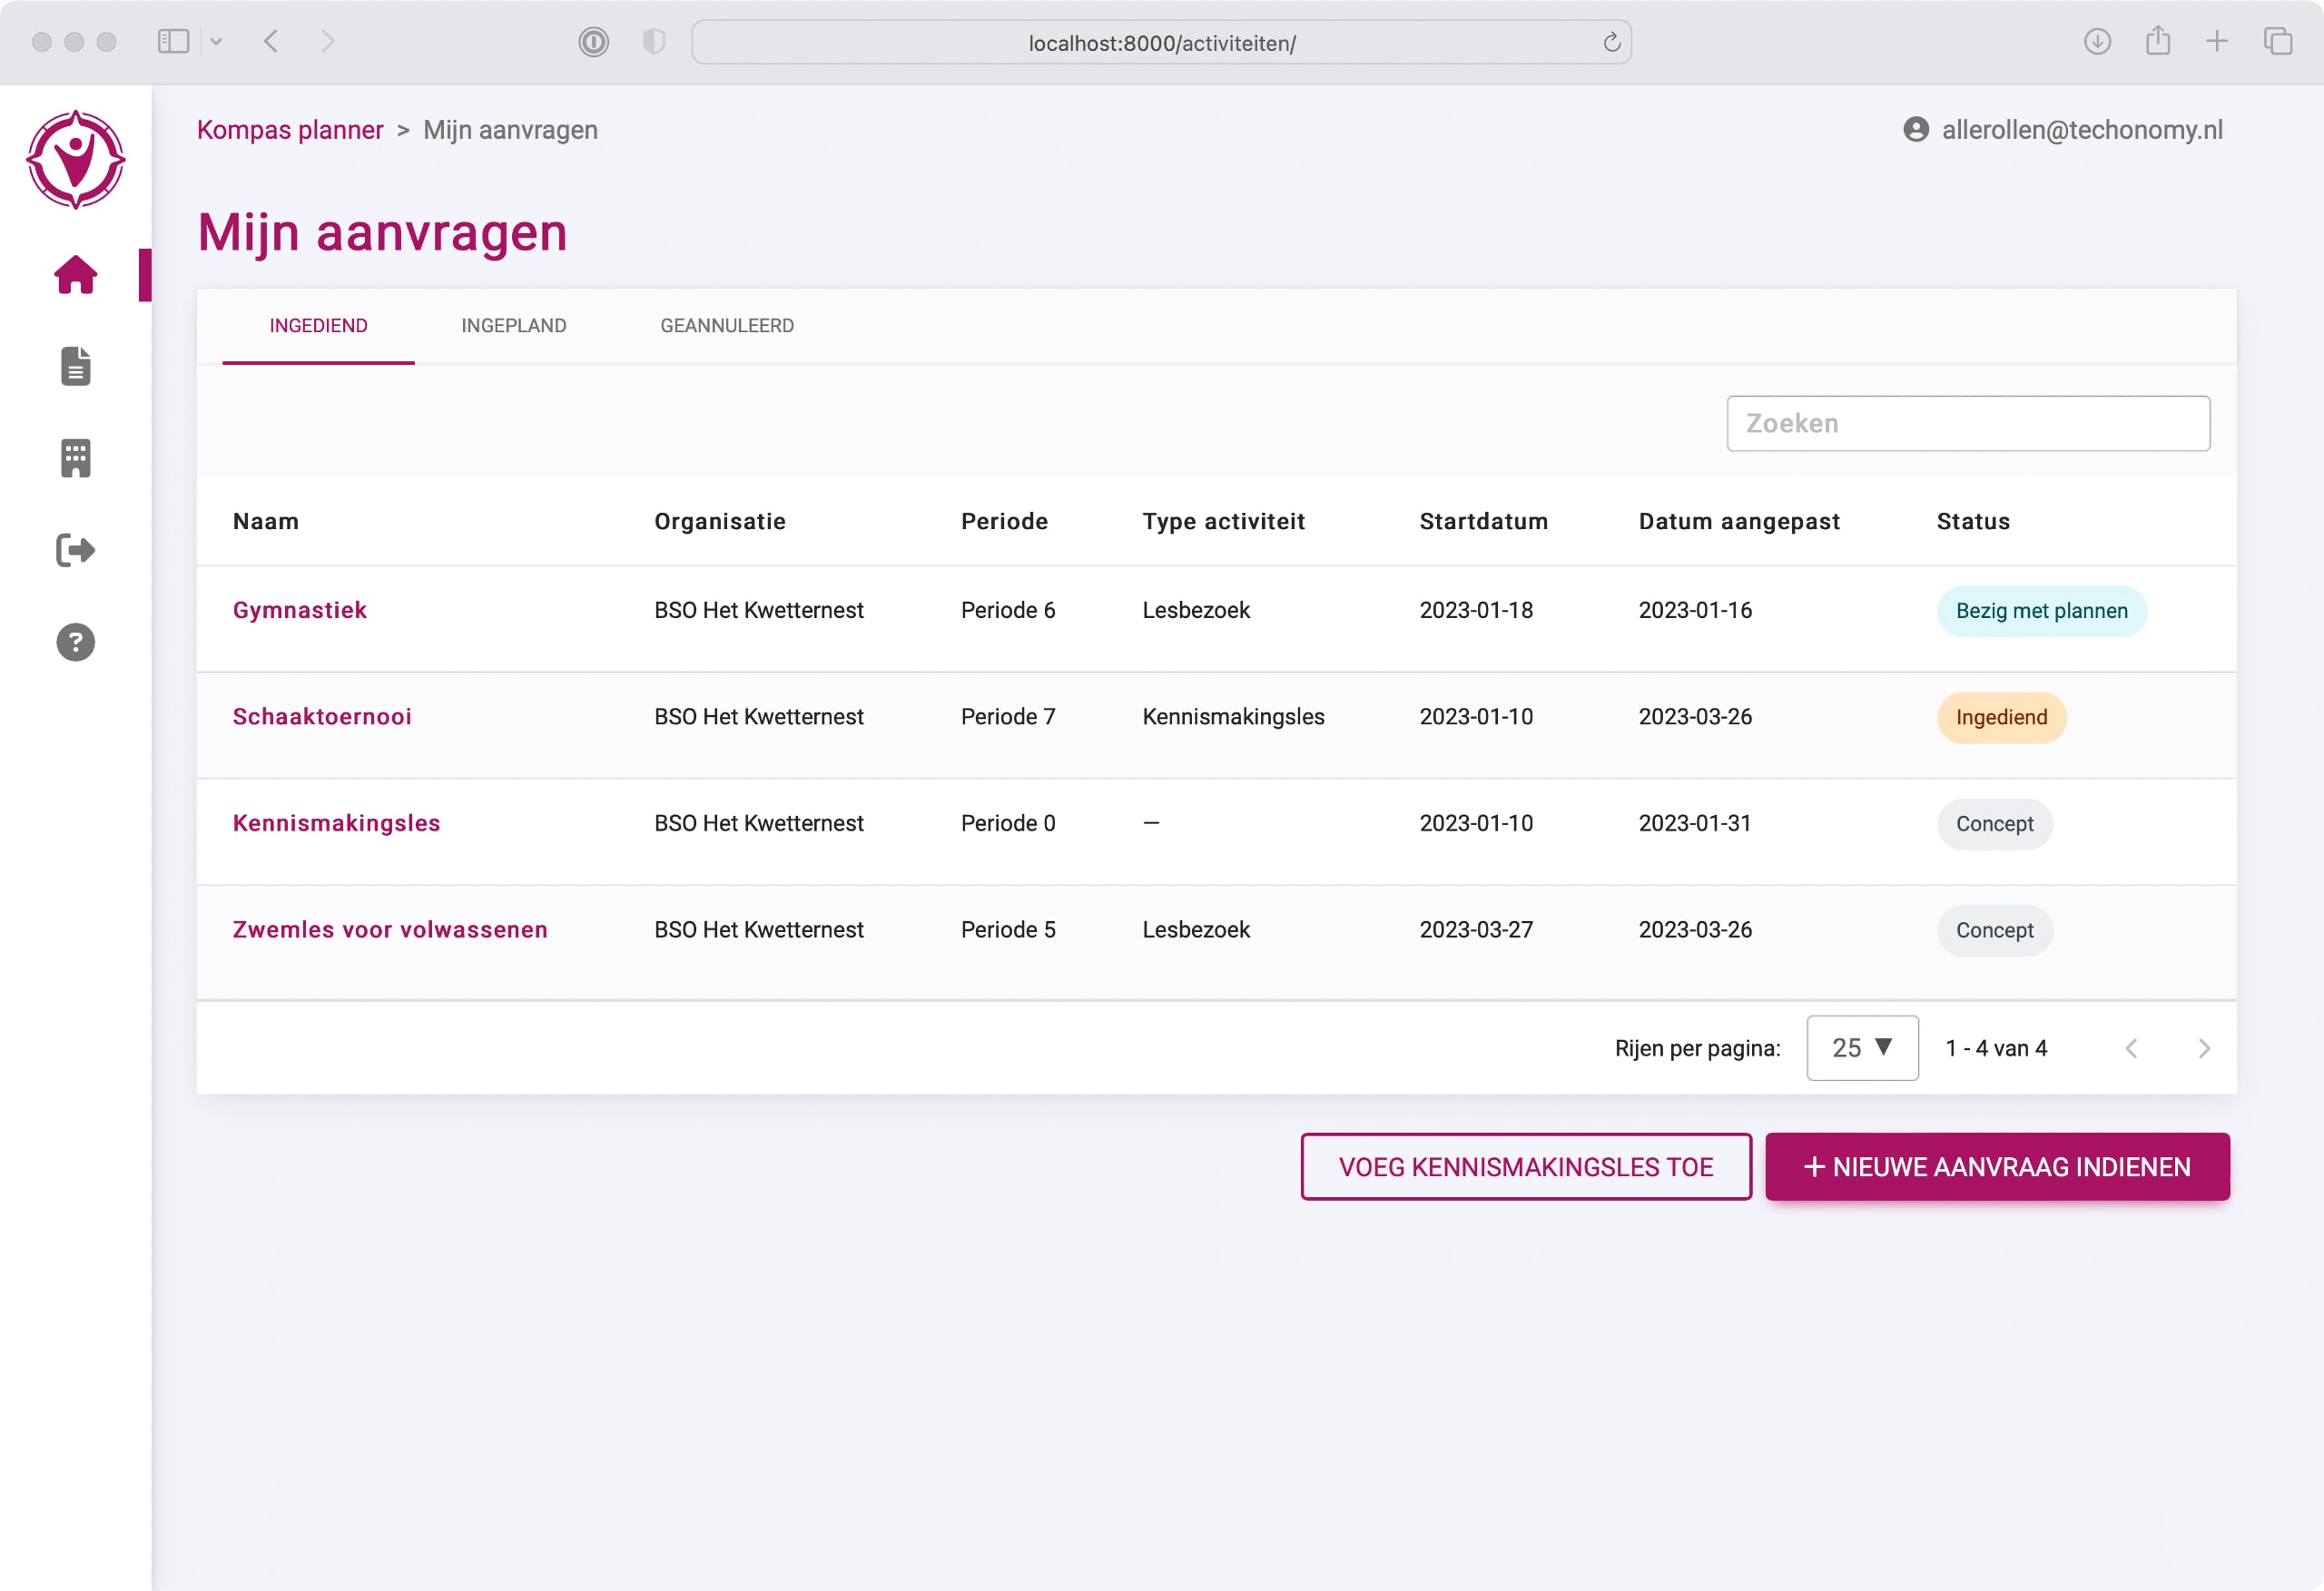 localhost:8000/activiteiten/
Kompas planner > Mijn aanvragen
allerollen@techonomy.nl
Mijn aanvragen
INGEDIEND INGEPLAND GEANNULEERD
Zoeken
Naam Organisatie Periode Type activiteit Startdatum Datum aangepast Status
Gymnastiek BSO Het Kwetternest Periode 6 Lesbezoek 2023-01-18 2023-01-16 Bezig met plannen
Schaaktoernooi BSO Het Kwetternest Periode 7 Kennismakingsles 2023-01-10 2023-03-26 Ingediend
Kennismakingsles BSO Het Kwetternest Periode 0 — 2023-01-10 2023-01-31 Concept
Zwemles voor volwassenen BSO Het Kwetternest Periode 5 Lesbezoek 2023-03-27 2023-03-26 Concept
Rijen per pagina: 25 ▼ 1 - 4 van 4
VOEG KENNISMAKINGSLES TOE + NIEUWE AANVRAAG INDIENEN